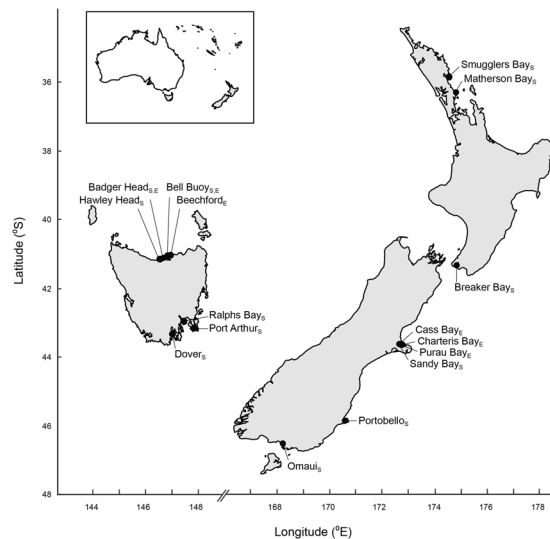 36
38
40
42
44
46
48
Latitude (⁰S)
144
146
148
168
170
172
174
176
178
Longitude (⁰E)
Smugglers BayS
Matherson BayS
Badger HeadS,E
Bell BuoyS,E
Hawley HeadS
BeechfordE
Breaker BayS
Ralphs BayS
Port ArthurS
DoverS
Cass BayE
Charteris BayE
Purau BayE
Sandy BayS
PortobelloS
OmauiS